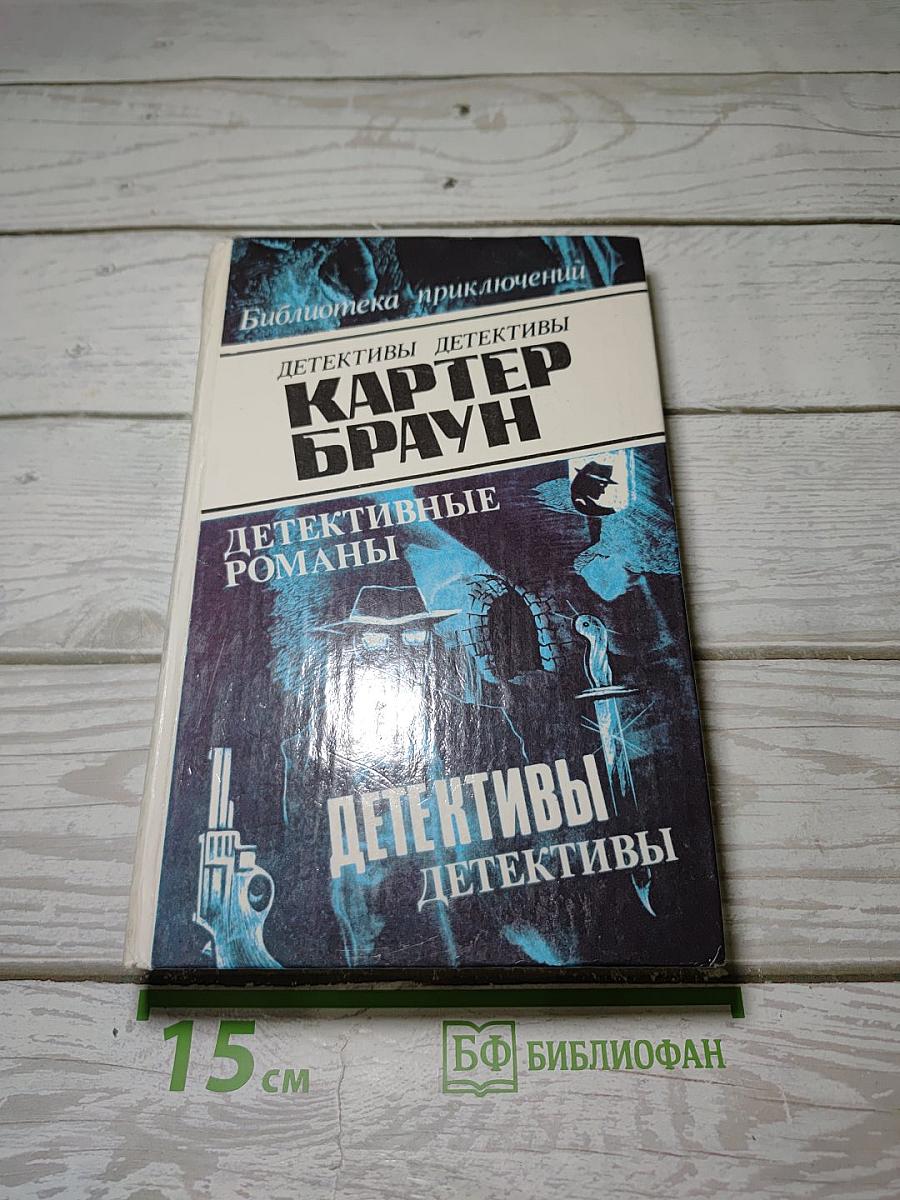 Библиотека приключений
ДЕТЕКТИВЫ ДЕТЕКТИВЫ
КАРТЕР
БРАУН
ДЕТЕКТИВНЫЕ
РОМАНЫ
ДЕТЕКТИВЫ
ДЕТЕКТИВЫ
15 см
БФ БИБЛИОФАН